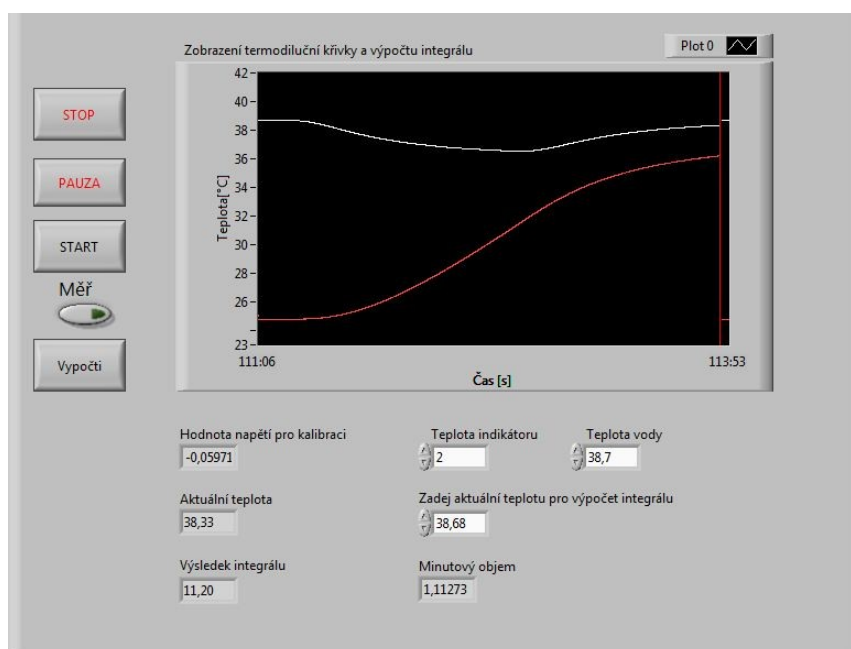 Zobrazení termodiluční křivky a výpočtu integrálu
Plot 0
STOP
PAUZA
START
Měř
Vypočti
Teplota[°C]
42
40
38
36
34
32
30
28
26
23
111:06
113:53
Čas [s]
Hodnota napětí pro kalibraci
-0,05971
Teplota indikátoru
2
Teplota vody
38,7
Aktuální teplota
38,33
Zadej aktuální teplotu pro výpočet integrálu
38,68
Výsledek integrálu
11,20
Minutový objem
1,11273